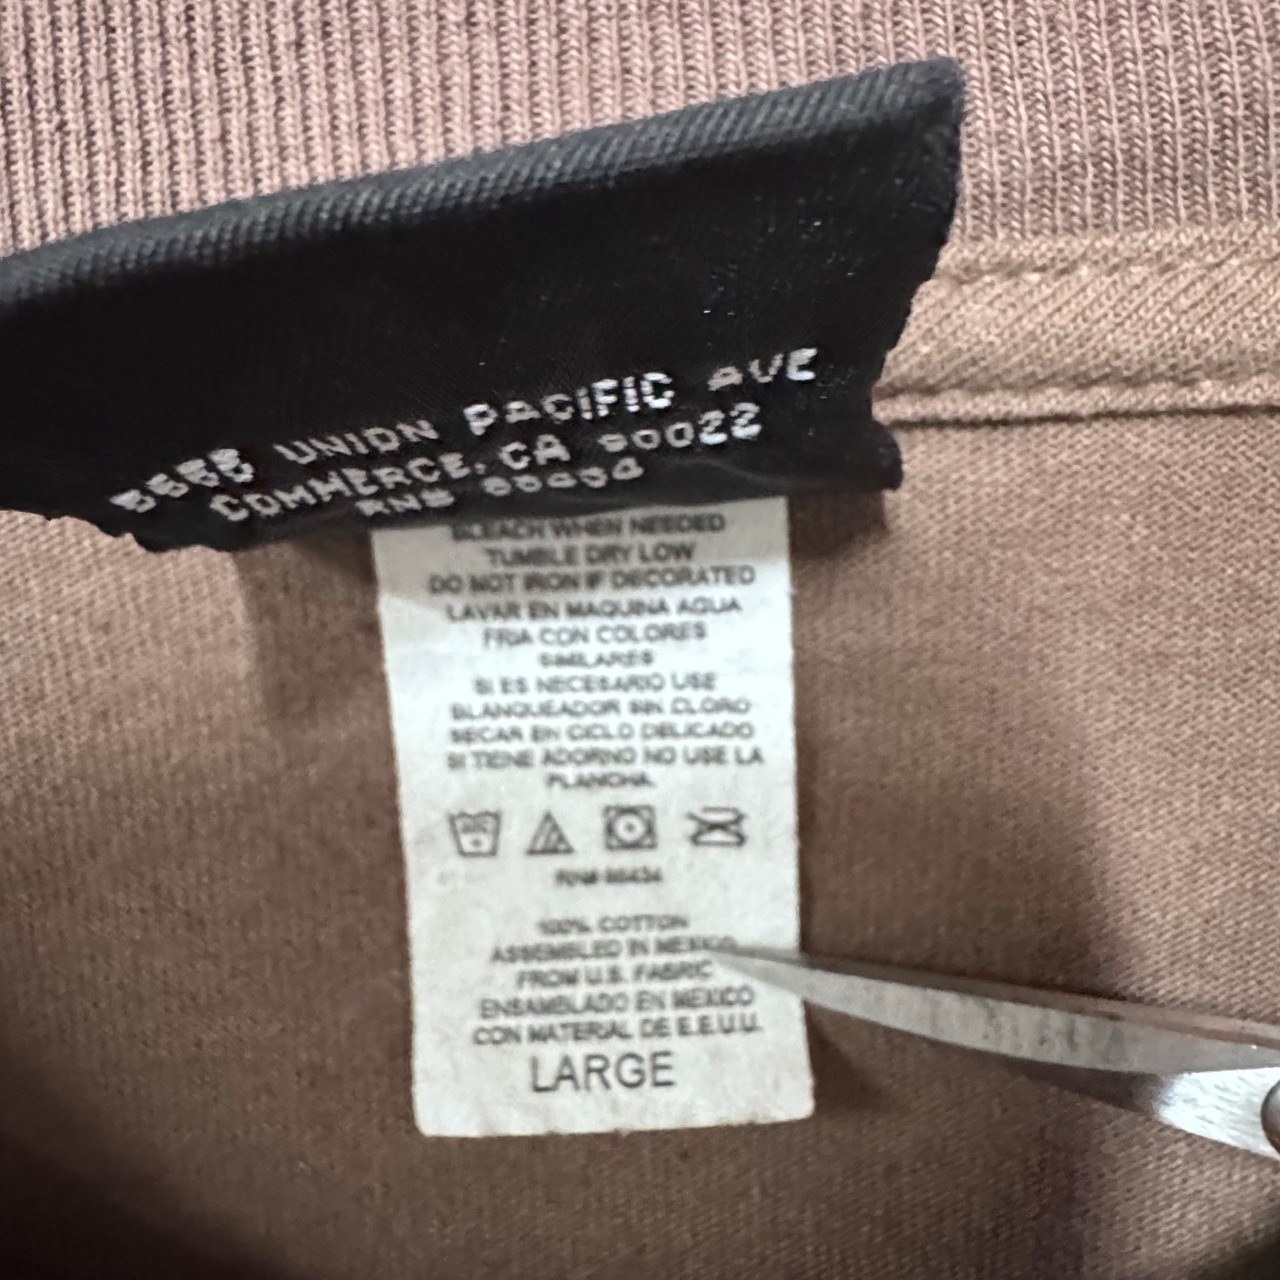 UNION PACIFIC AVE
COMMERCE, CA 90022
BLEACH WHEN NEEDED
TUMBLE DRY LOW
DO NOT IRON IF DECORATED
LAVAR EN MAQUINA AGUA
FRIA CON COLORES
SIMILARES
SI ES NECESARIO USE
BLANQUEADOR SIN CLORO
SECAR EN CICLO DELICADO
SI TIENE ADORNO NO USE LA
PLANCHA.
100% COTTON
ASSEMBLED IN MEXICO
FROM U.S. FABRIC
ENSAMBLADO EN MEXICO
CON MATERIAL DE E.E.U.U.
LARGE